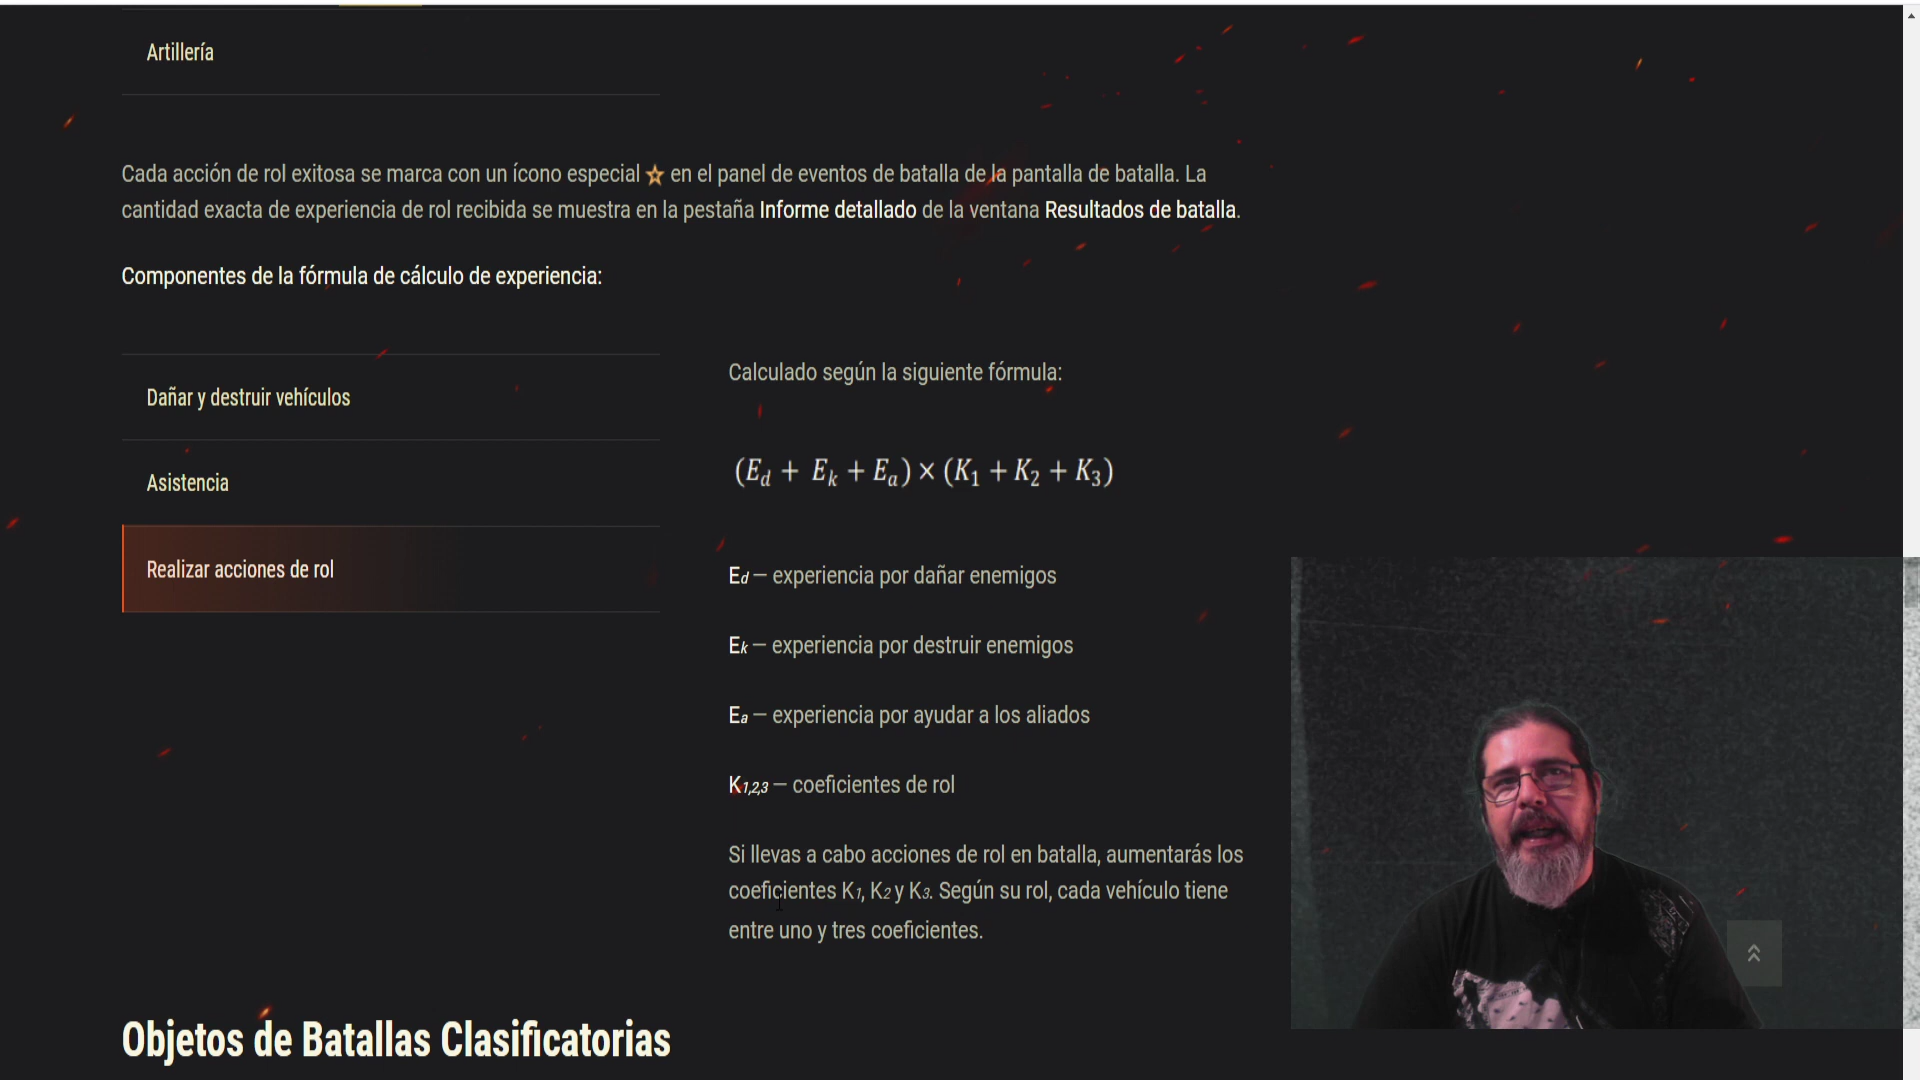 Artillería
Cada acción de rol exitosa se marca con un ícono especial ☆ en el panel de eventos de batalla de la pantalla de batalla. La
cantidad exacta de experiencia de rol recibida se muestra en la pestaña Informe detallado de la ventana Resultados de batalla.
Componentes de la fórmula de cálculo de experiencia:
Dañar y destruir vehículos
Asistencia
Realizar acciones de rol
Calculado según la siguiente fórmula:
(E_d + E_k + E_a) × (K_1 + K_2 + K_3)
Ed — experiencia por dañar enemigos
Ek — experiencia por destruir enemigos
Ea — experiencia por ayudar a los aliados
K1,2,3 — coeficientes de rol
Si llevas a cabo acciones de rol en batalla, aumentarás los
coeficientes K1, K2 y K3. Según su rol, cada vehículo tiene
entre uno y tres coeficientes.
Objetos de Batallas Clasificatorias